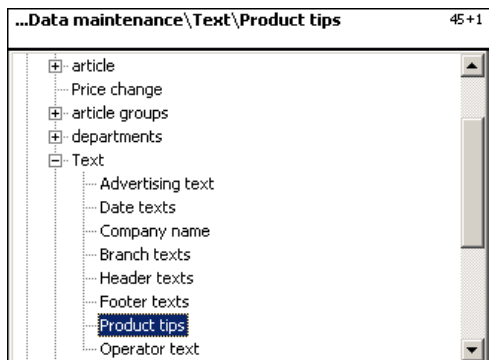 ...Data maintenance\Text\Product tips 45+1
article
Price change
article groups
departments
Text
Advertising text
Date texts
Company name
Branch texts
Header texts
Footer texts
Product tips
Operator text